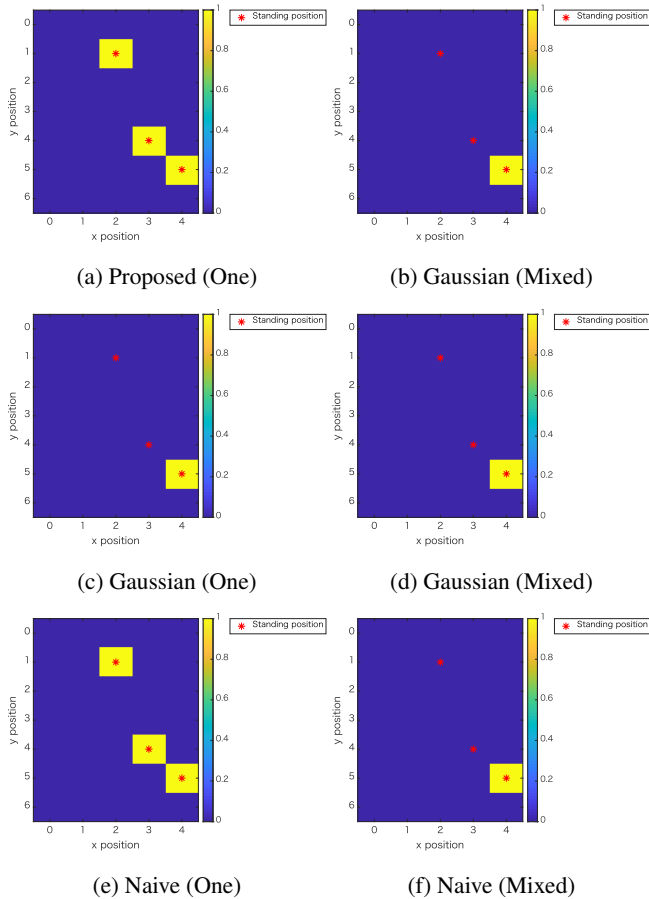 1
0.8
0.6
0.4
0.2
0
Standing position
0
1
2
3
4
5
6
y position
0 1 2 3 4
x position
(a) Proposed (One)
1
0.8
0.6
0.4
0.2
0
Standing position
0
1
2
3
4
5
6
y position
0 1 2 3 4
x position
(b) Gaussian (Mixed)
1
0.8
0.6
0.4
0.2
0
Standing position
0
1
2
3
4
5
6
y position
0 1 2 3 4
x position
(c) Gaussian (One)
1
0.8
0.6
0.4
0.2
0
Standing position
0
1
2
3
4
5
6
y position
0 1 2 3 4
x position
(d) Gaussian (Mixed)
1
0.8
0.6
0.4
0.2
0
Standing position
0
1
2
3
4
5
6
y position
0 1 2 3 4
x position
(e) Naive (One)
1
0.8
0.6
0.4
0.2
0
Standing position
0
1
2
3
4
5
6
y position
0 1 2 3 4
x position
(f) Naive (Mixed)